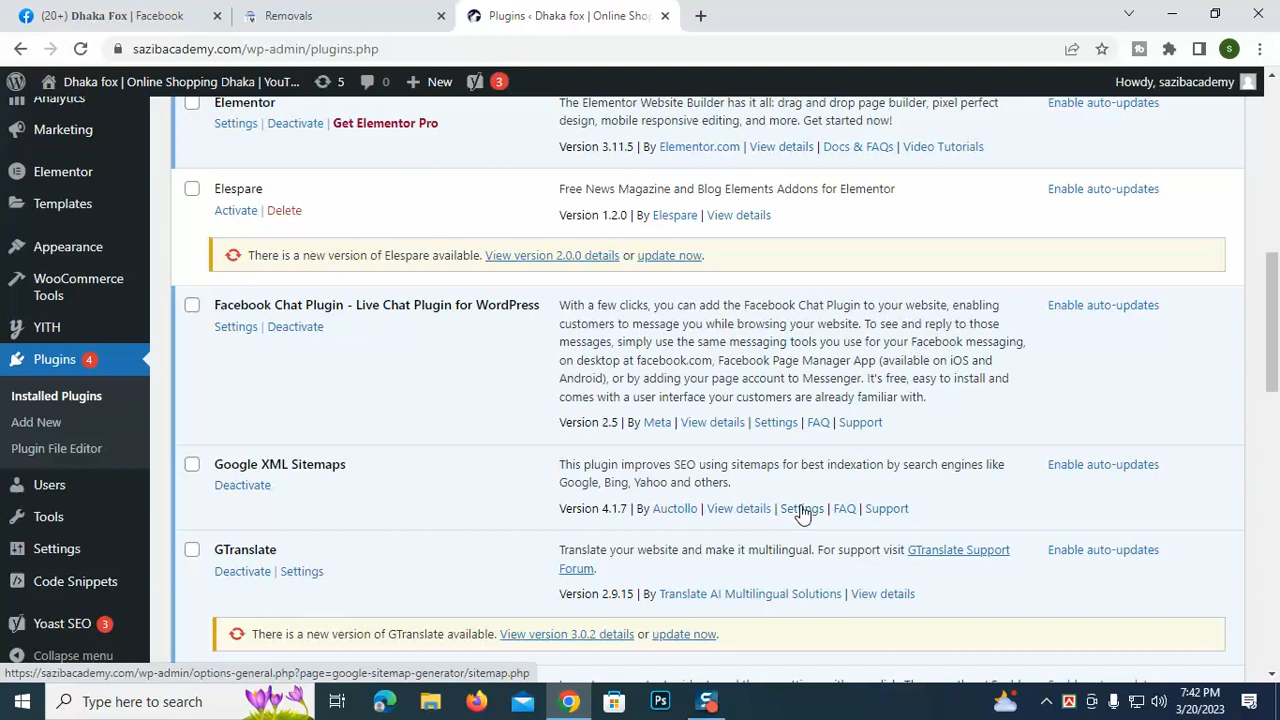 (20+) Dhaka Fox | Facebook
Removals
Plugins ‹ Dhaka fox | Online Shop
sazibacademy.com/wp-admin/plugins.php
S
Dhaka fox | Online Shopping Dhaka | YouT...
5
0
New
3
Howdy, sazibacademy
Analytics
Marketing
Elementor
Templates
Appearance
WooCommerce
Tools
YITH
Plugins 4
Installed Plugins
Add New
Plugin File Editor
Users
Tools
Settings
Code Snippets
Yoast SEO 3
Collapse menu
Elementor
Settings | Deactivate | Get Elementor Pro
The Elementor Website Builder has it all: drag and drop page builder, pixel perfect
design, mobile responsive editing, and more. Get started now!
Version 3.11.5 | By Elementor.com | View details | Docs & FAQs | Video Tutorials
Enable auto-updates
Elespare
Activate | Delete
Free News Magazine and Blog Elements Addons for Elementor
Version 1.2.0 | By Elespare | View details
Enable auto-updates
There is a new version of Elespare available. View version 2.0.0 details or update now.
Facebook Chat Plugin - Live Chat Plugin for WordPress
Settings | Deactivate
With a few clicks, you can add the Facebook Chat Plugin to your website, enabling
customers to message you while browsing your website. To see and reply to those
messages, simply use the same messaging tools you use for your Facebook messaging,
on desktop at facebook.com, Facebook Page Manager App (available on iOS and
Android), or by adding your page account to Messenger. It's free, easy to install and
comes with a user interface your customers are already familiar with.
Version 2.5 | By Meta | View details | Settings | FAQ | Support
Enable auto-updates
Google XML Sitemaps
Deactivate
This plugin improves SEO using sitemaps for best indexation by search engines like
Google, Bing, Yahoo and others.
Version 4.1.7 | By Auctollo | View details | Settings | FAQ | Support
Enable auto-updates
GTranslate
Deactivate | Settings
Translate your website and make it multilingual. For support visit GTranslate Support
Forum.
Version 2.9.15 | By Translate AI Multilingual Solutions | View details
Enable auto-updates
There is a new version of GTranslate available. View version 3.0.2 details or update now.
https://sazibacademy.com/wp-admin/options-general.php?page=google-sitemap-generator/sitemap.php
Type here to search
Ps
7:42 PM
3/20/2023